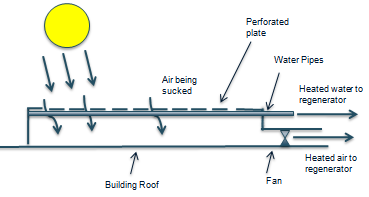 Perforated
plate
Water Pipes
Air being
sucked
Heated water to
regenerator
Heated air to
regenerator
Building Roof
Fan